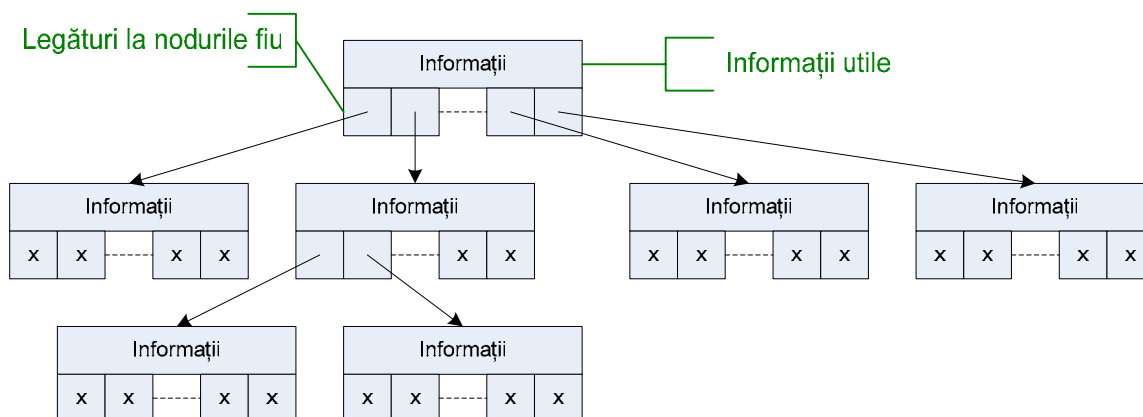 Legături la nodurile fiu
Informații
Informații utile
Informații
Informații
Informații
Informații
x x x x
x x x
x x x x
x x x x
Informații
Informații
x x x x
x x x x